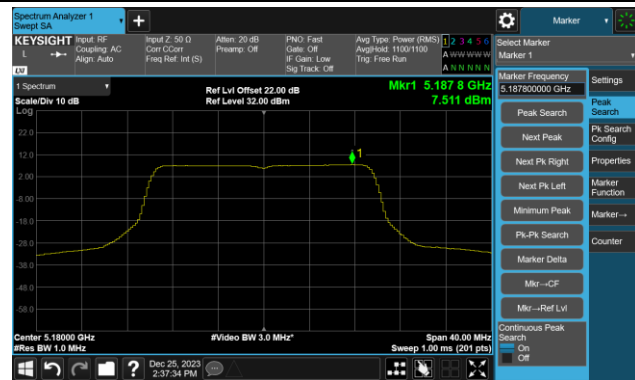 Spectrum Analyzer 1
Swept SA
Marker
KEYSIGHT
L
LXI
Input: RF
Coupling: AC
Align: Auto
Input Z: 50 Ω
Corr CCorr
Freq Ref: Int (S)
Atten: 20 dB
Preamp: Off
PNO: Fast
Gate: Off
IF Gain: Low
Sig Track: Off
Avg Type: Power (RMS)
Avg|Hold: 1100/1100
Trig: Free Run
1 2 3 4 5 6
A W W W W W
A N N N N N
Select Marker
Marker 1
1 Spectrum
Scale/Div 10 dB
Log
Ref Lvl Offset 22.00 dB
Ref Level 32.00 dBm
Mkr1 5.187 8 GHz
7.511 dBm
22.0
12.0
2.00
-8.00
-18.0
-28.0
-38.0
-48.0
-58.0
1
Center 5.18000 GHz
#Res BW 1.0 MHz
#Video BW 3.0 MHz*
Span 40.00 MHz
Sweep 1.00 ms (201 pts)
Marker Frequency
5.187800000 GHz
Peak Search
Next Peak
Next Pk Right
Next Pk Left
Minimum Peak
Pk-Pk Search
Marker Delta
Mkr→CF
Mkr→Ref Lvl
Continuous Peak
Search
On
Off
Settings
Peak
Search
Pk Search
Config
Properties
Marker
Function
Marker→
Counter
?
Dec 25, 2023
2:37:34 PM